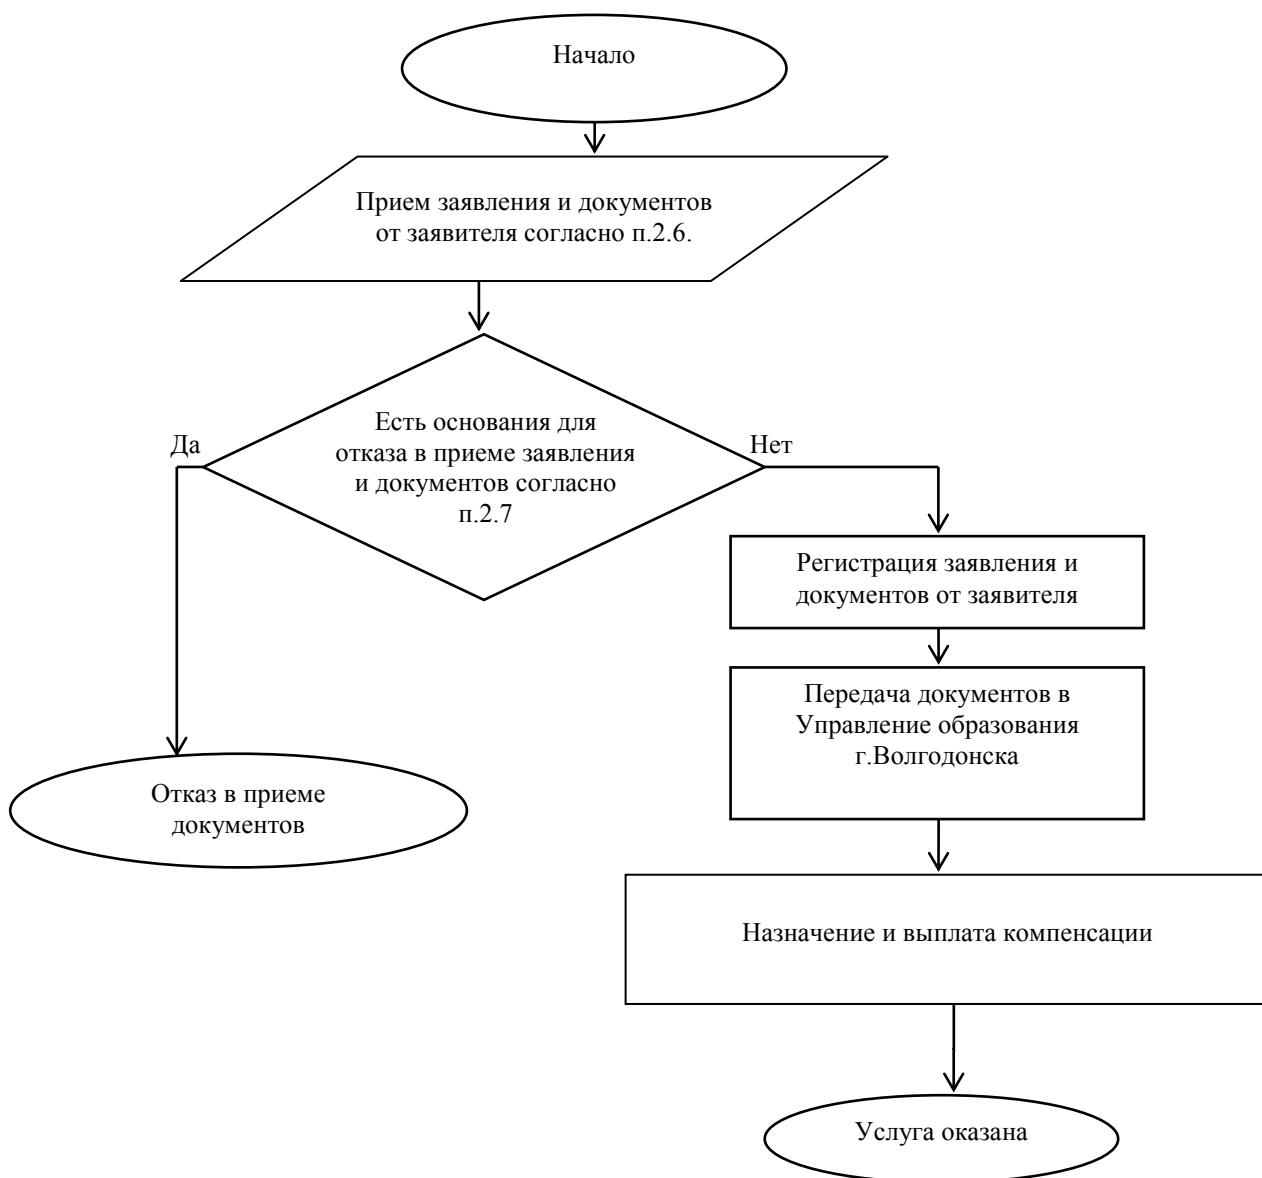 Начало
Прием заявления и документов
от заявителя согласно п.2.6.
Есть основания для
отказа в приеме заявления
и документов согласно
п.2.7
Да
Нет
Регистрация заявления и
документов от заявителя
Передача документов в
Управление образования
г.Волгодонска
Отказ в приеме
документов
Назначение и выплата компенсации
Услуга оказана